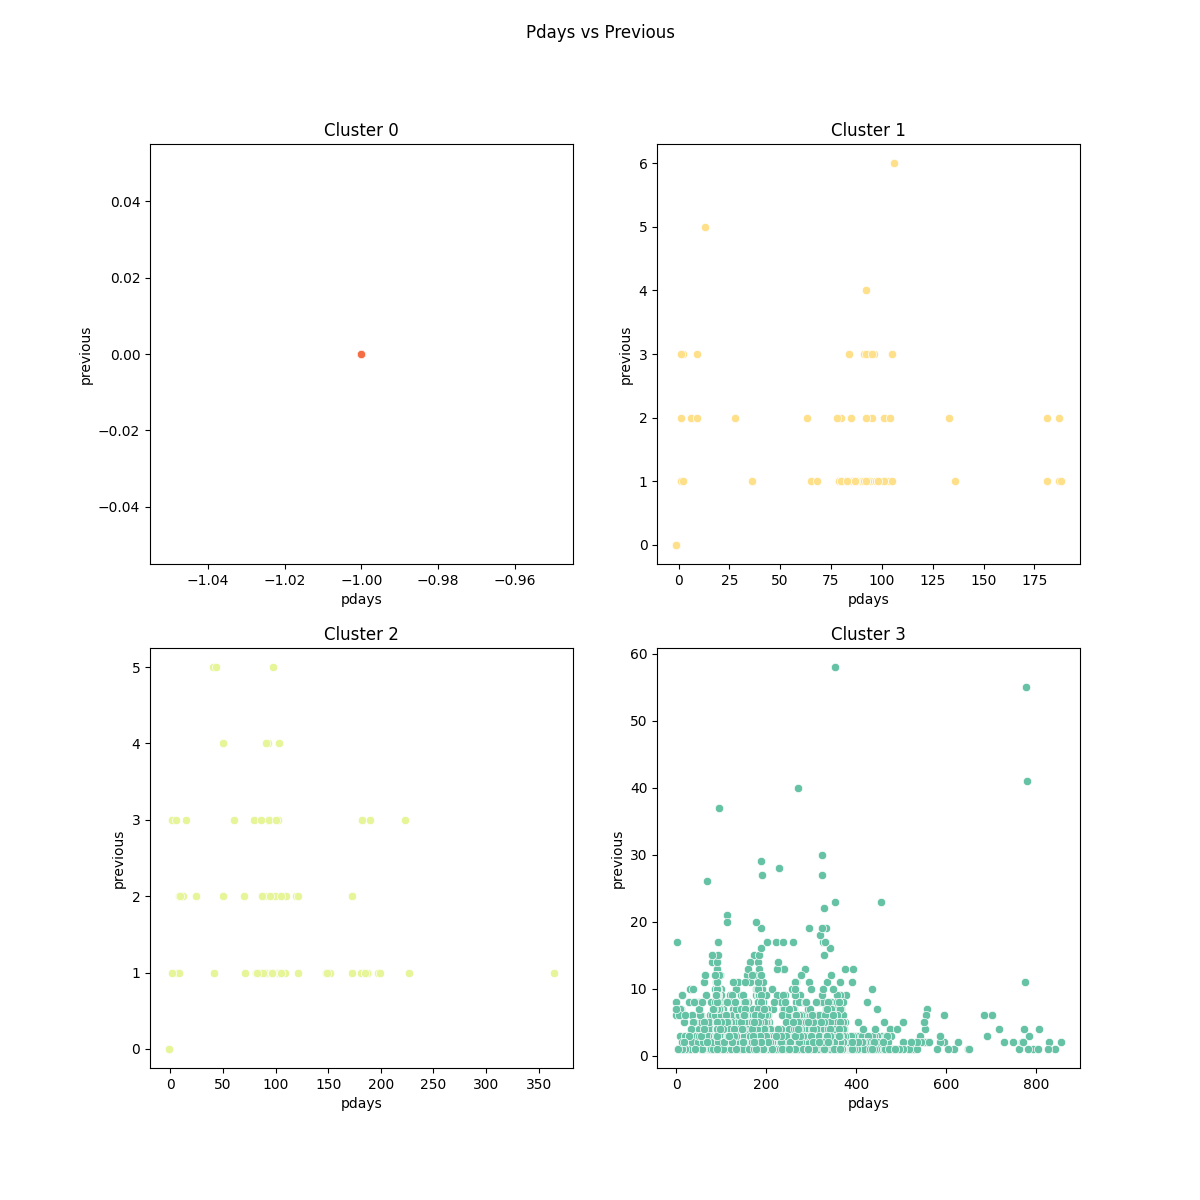 Pdays vs Previous
Cluster 0
0.04
0.02
0.00
−0.02
−0.04
previous
−1.04 −1.02 −1.00 −0.98 −0.96
pdays
Cluster 1
6
5
4
3
2
1
0
previous
0 25 50 75 100 125 150 175
pdays
Cluster 2
5
4
3
2
1
0
previous
0 50 100 150 200 250 300 350
pdays
Cluster 3
60
50
40
30
20
10
0
previous
0 200 400 600 800
pdays